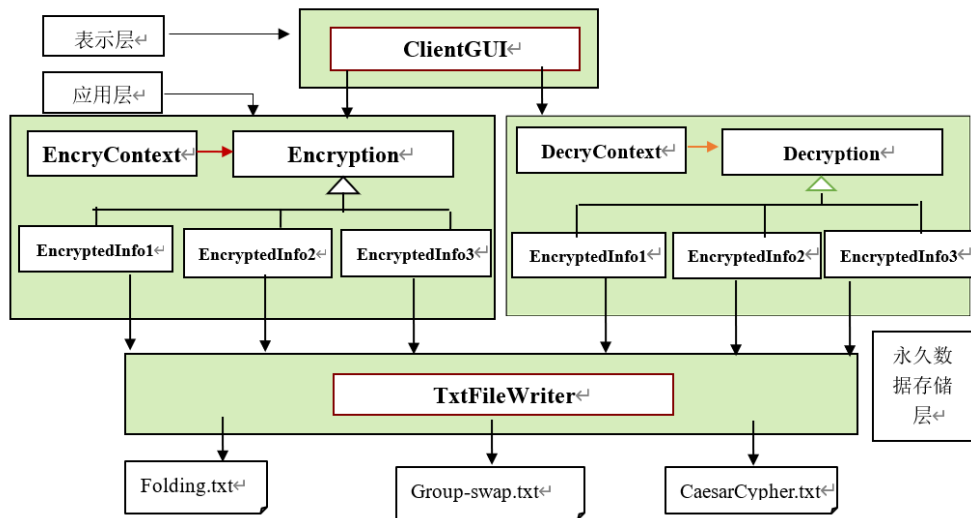 表示层
ClientGUI
应用层
EncryContext
Encryption
DecryContext
Decryption
EncryptedInfo1
EncryptedInfo2
EncryptedInfo3
EncryptedInfo1
EncryptedInfo2
EncryptedInfo3
永久数
据存储
层
TxtFileWriter
Folding.txt
Group-swap.txt
CaesarCypher.txt